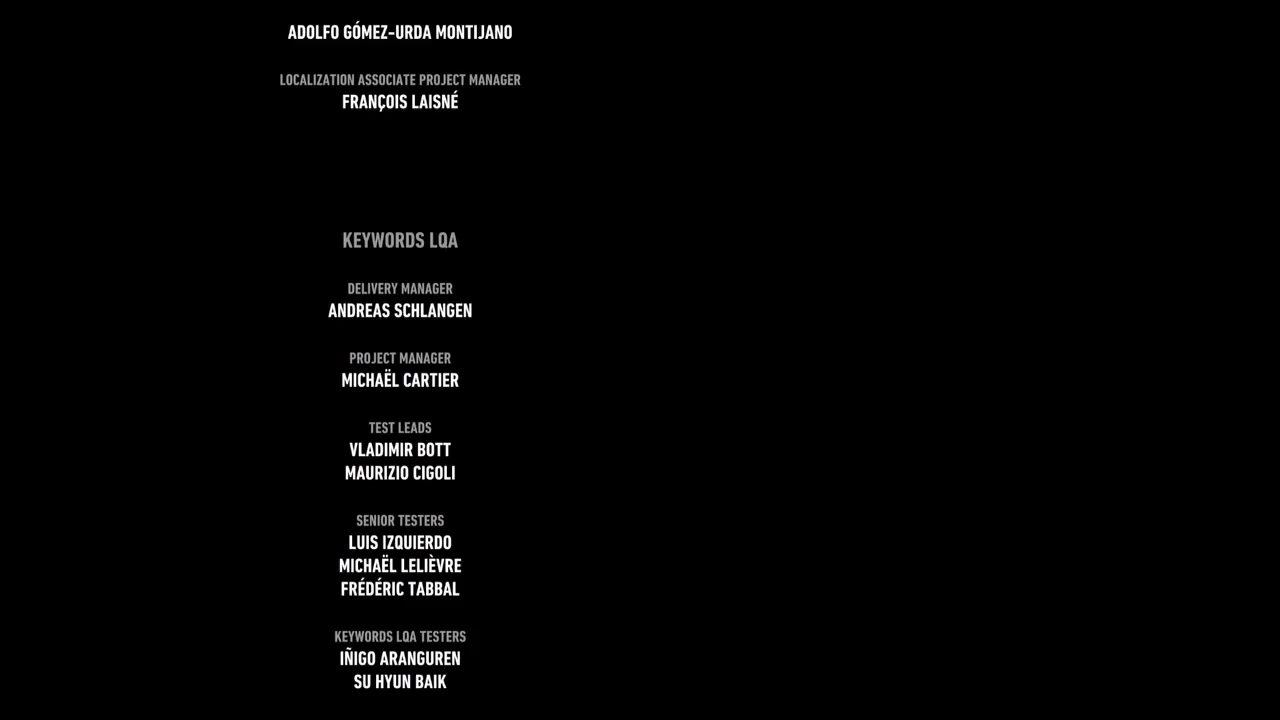 ADOLFO GÓMEZ-URDA MONTIJANO
LOCALIZATION ASSOCIATE PROJECT MANAGER
FRANÇOIS LAISNÉ
KEYWORDS LQA
DELIVERY MANAGER
ANDREAS SCHLANGEN
PROJECT MANAGER
MICHAËL CARTIER
TEST LEADS
VLADIMIR BOTT
MAURIZIO CIGOLI
SENIOR TESTERS
LUIS IZQUIERDO
MICHAËL LELIÈVRE
FRÉDÉRIC TABBAL
KEYWORDS LQA TESTERS
IÑIGO ARANGUREN
SU HYUN BAIK